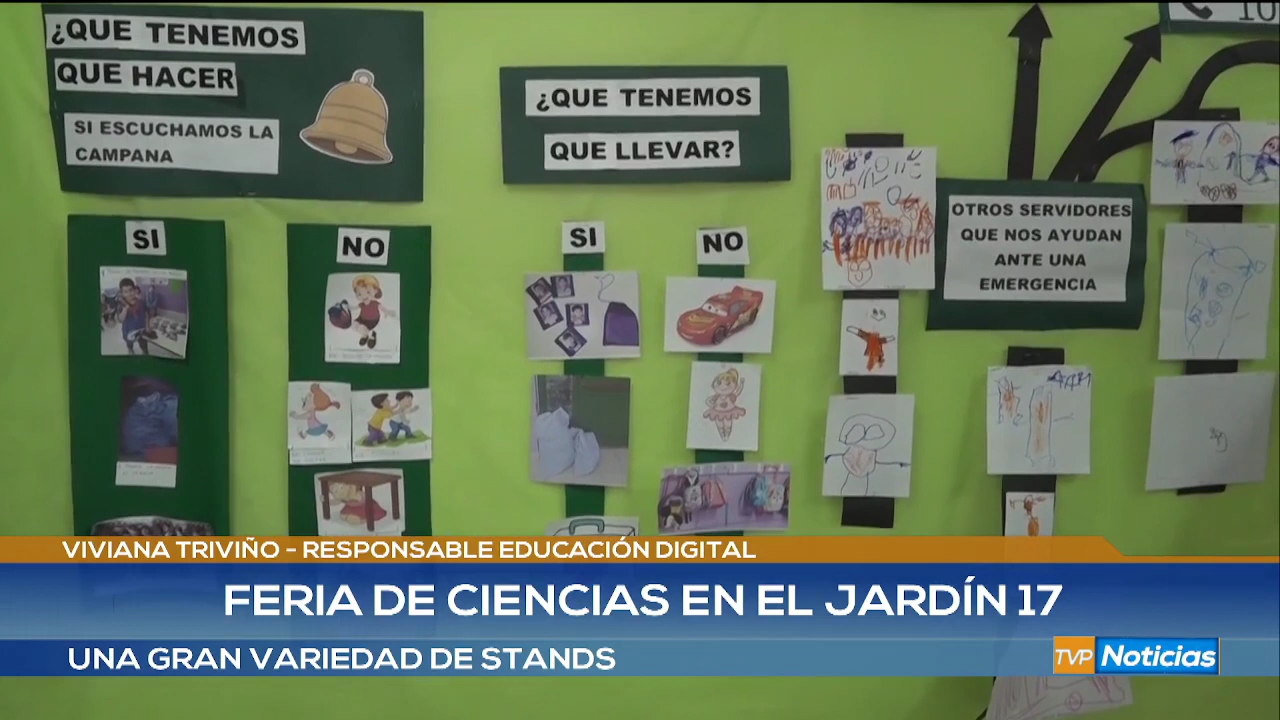 ¿QUE TENEMOS
QUE HACER
SI ESCUCHAMOS LA
CAMPANA
SI
NO
¿QUE TENEMOS
QUE LLEVAR?
SI
NO
10
OTROS SERVIDORES
QUE NOS AYUDAN
ANTE UNA
EMERGENCIA
VIVIANA TRIVIÑO - RESPONSABLE EDUCACIÓN DIGITAL
FERIA DE CIENCIAS EN EL JARDÍN 17
UNA GRAN VARIEDAD DE STANDS
TVP Noticias